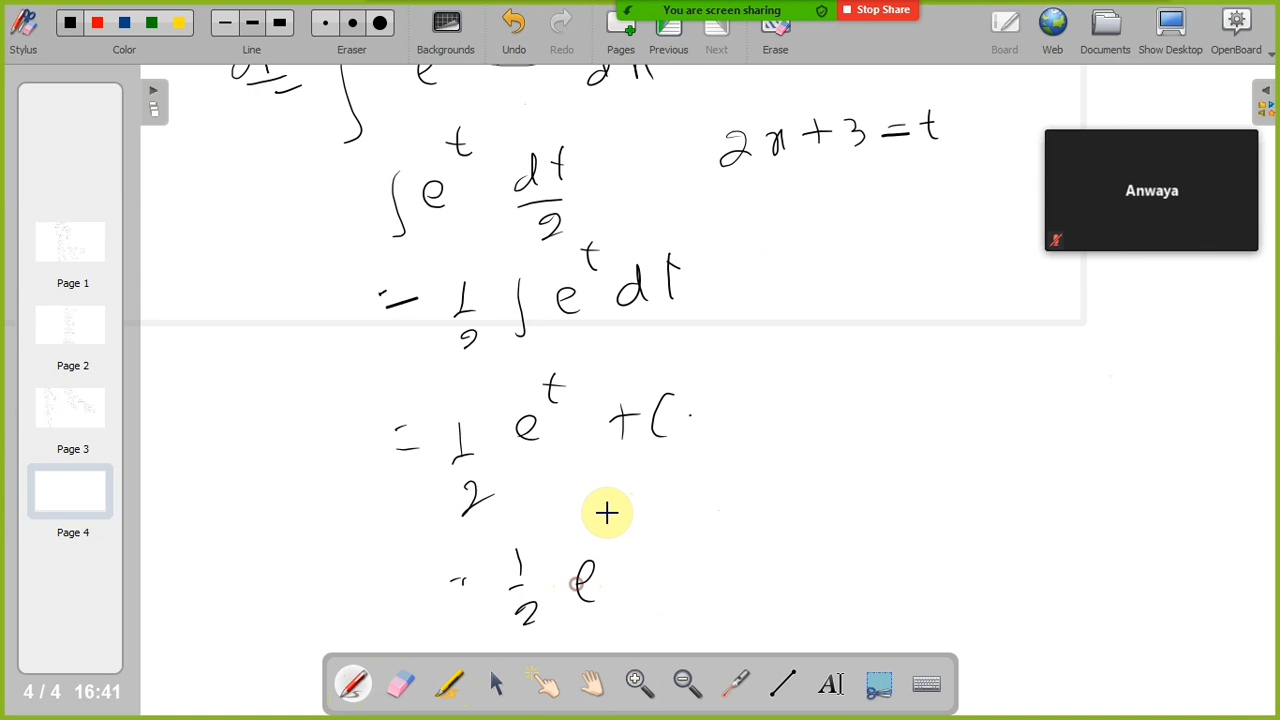 You are screen sharing
Stop Share
Stylus
Color
Line
Eraser
Backgrounds
Undo
Redo
Pages
Previous
Next
Erase
Board
Web
Documents
Show Desktop
OpenBoard
∫ e dx
2x + 3 = t
∫ e^t dt/2
= 1/2 ∫ e^t dt
= 1/2 e^t + C.
= 1/2 e
Anwaya
Page 1
Page 2
Page 3
Page 4
4 / 4 16:41